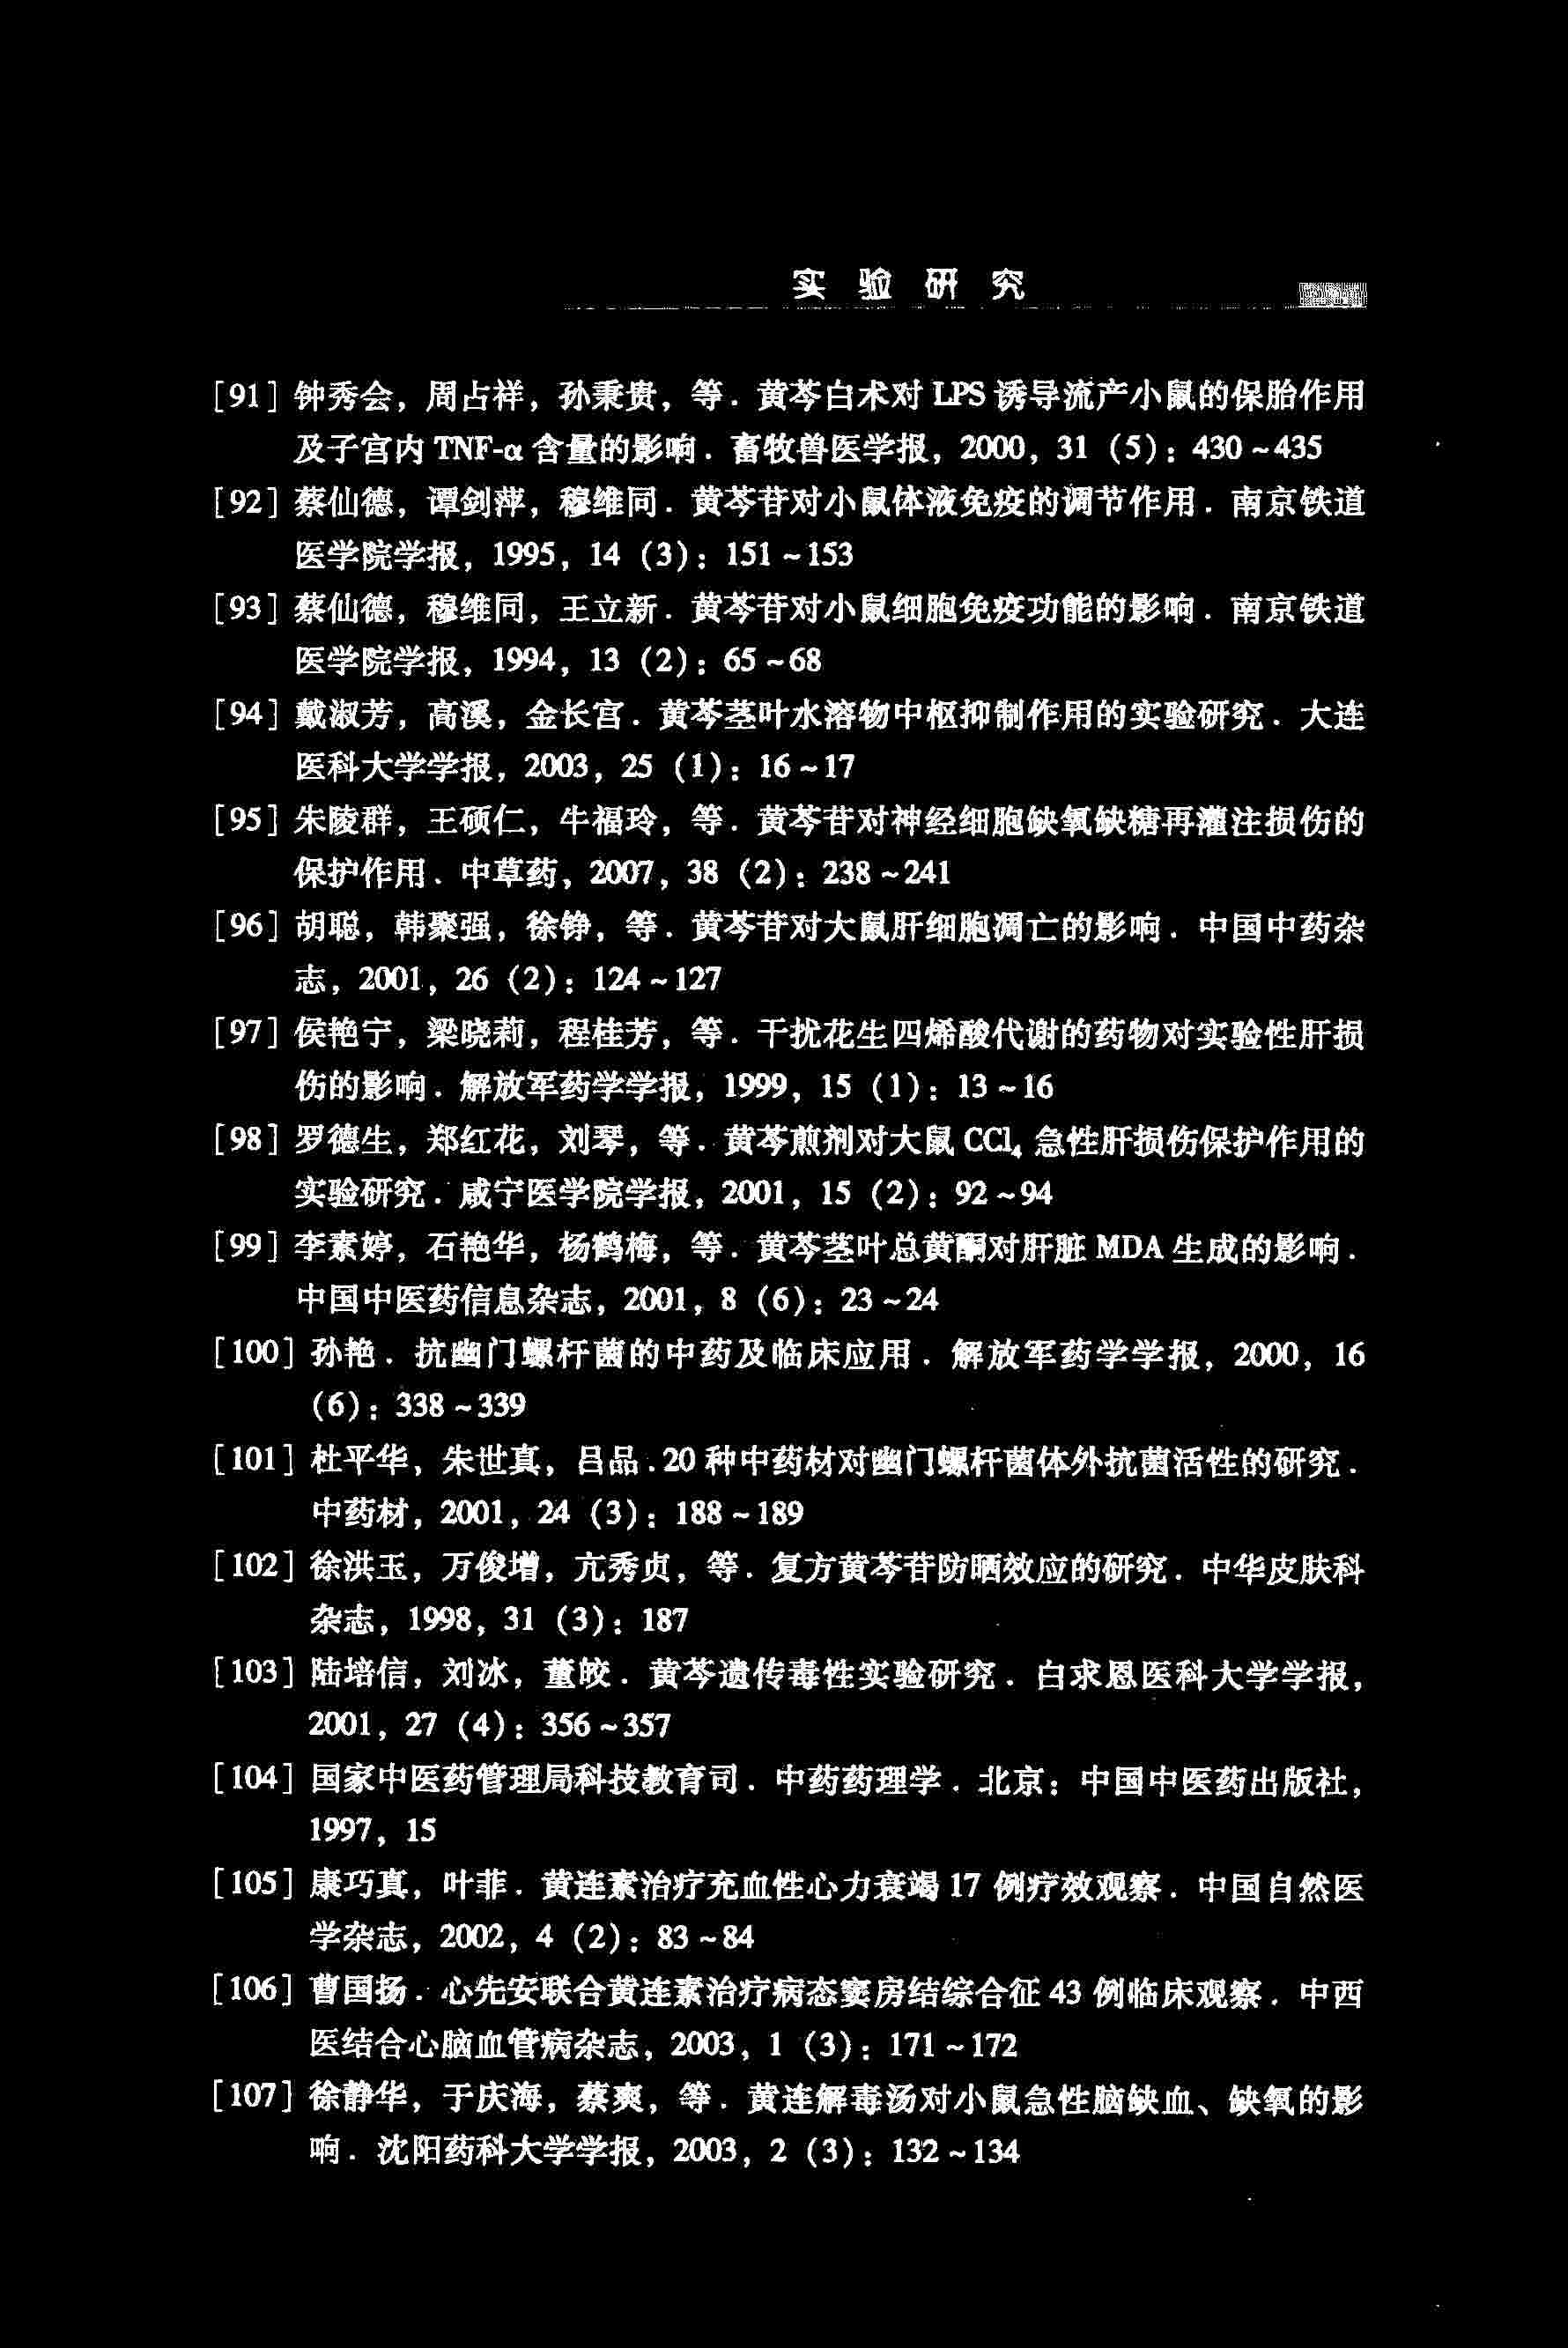 实验研究
[91] 钟秀会，周占祥，孙秉贵，等．黄芩白术对 LPS 诱导流产小鼠的保胎作用
及子宫内 TNF-α 含量的影响．畜牧兽医学报，2000，31（5）：430～435
[92] 蔡仙德，谭剑萍，穆维同．黄芩苷对小鼠体液免疫的调节作用．南京铁道
医学院学报，1995，14（3）：151～153
[93] 蔡仙德，穆维同，王立新．黄芩苷对小鼠细胞免疫功能的影响．南京铁道
医学院学报，1994，13（2）：65～68
[94] 戴淑芳，高溪，金长宫．黄芩茎叶水溶物中枢抑制作用的实验研究．大连
医科大学学报，2003，25（1）：16～17
[95] 朱陵群，王硕仁，牛福玲，等．黄芩苷对神经细胞缺氧缺糖再灌注损伤的
保护作用．中草药，2007，38（2）：238～241
[96] 胡聪，韩聚强，徐铮，等．黄芩苷对大鼠肝细胞凋亡的影响．中国中药杂
志，2001，26（2）：124～127
[97] 侯艳宁，梁晓莉，程桂芳，等．干扰花生四烯酸代谢的药物对实验性肝损
伤的影响．解放军药学学报，1999，15（1）：13～16
[98] 罗德生，郑红花，刘琴，等．黄芩煎剂对大鼠 CCl₄ 急性肝损伤保护作用的
实验研究．咸宁医学院学报，2001，15（2）：92～94
[99] 李素婷，石艳华，杨鹤梅，等．黄芩茎叶总黄酮对肝脏 MDA 生成的影响．
中国中医药信息杂志，2001，8（6）：23～24
[100] 孙艳．抗幽门螺杆菌的中药及临床应用．解放军药学学报，2000，16
（6）：338～339
[101] 杜平华，朱世真，吕品．20 种中药材对幽门螺杆菌体外抗菌活性的研究．
中药材，2001，24（3）：188～189
[102] 徐洪玉，万俊增，亢秀贞，等．复方黄芩苷防晒效应的研究．中华皮肤科
杂志，1998，31（3）：187
[103] 陆培信，刘冰，董皎．黄芩遗传毒性实验研究．白求恩医科大学学报，
2001，27（4）：356～357
[104] 国家中医药管理局科技教育司．中药药理学．北京：中国中医药出版社，
1997，15
[105] 康巧真，叶菲．黄连素治疗充血性心力衰竭 17 例疗效观察．中国自然医
学杂志，2002，4（2）：83～84
[106] 曹国扬．心先安联合黄连素治疗病态窦房结综合征 43 例临床观察．中西
医结合心脑血管病杂志，2003，1（3）：171～172
[107] 徐静华，于庆海，蔡爽，等．黄连解毒汤对小鼠急性脑缺血、缺氧的影
响．沈阳药科大学学报，2003，2（3）：132～134